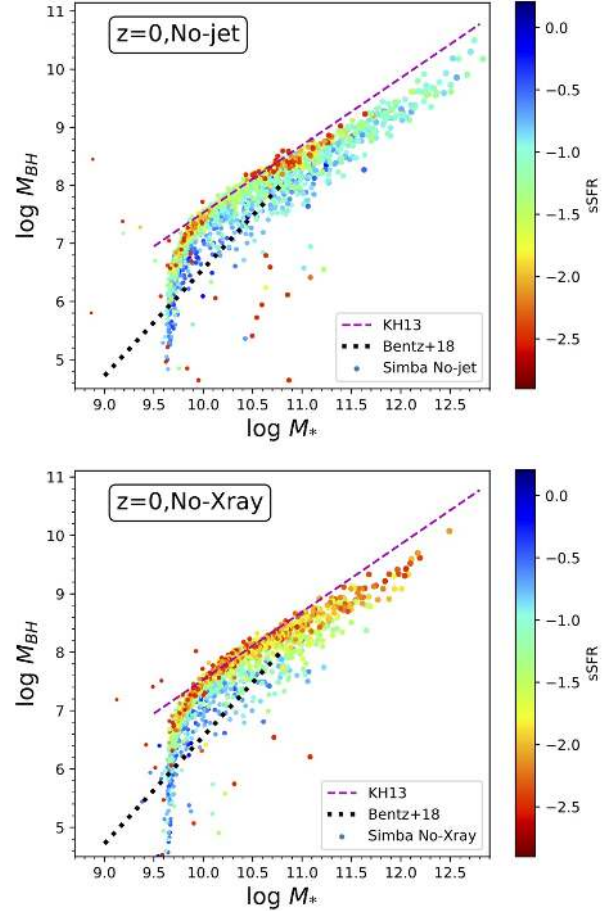 z=0,No-jet
11
10
9
8
7
6
5
log M_BH
9.0 9.5 10.0 10.5 11.0 11.5 12.0 12.5
log M_*
KH13
Bentz+18
Simba No-jet
0.0
−0.5
−1.0
−1.5
−2.0
−2.5
sSFR
z=0,No-Xray
11
10
9
8
7
6
5
log M_BH
9.0 9.5 10.0 10.5 11.0 11.5 12.0 12.5
log M_*
KH13
Bentz+18
Simba No-Xray
0.0
−0.5
−1.0
−1.5
−2.0
−2.5
sSFR